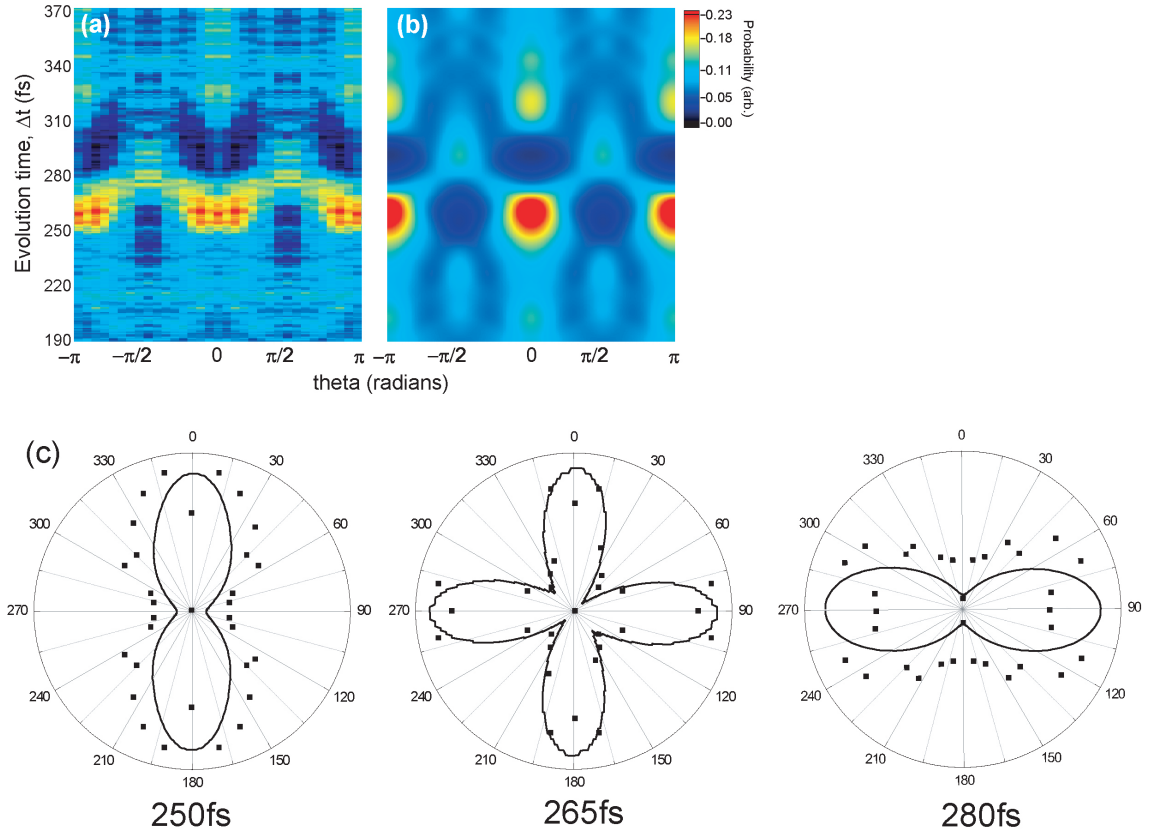 (a)
(b)
370
340
310
280
250
220
190
Evolution time, Δt (fs)
−π
−π/2
0
π/2
π
−π
−π/2
0
π/2
π
theta (radians)
0.23
0.18
0.11
0.05
0.00
Probability (arb.)
(c)
0
30
60
90
120
150
180
210
240
270
300
330
250fs
0
30
60
90
120
150
180
210
240
270
300
330
265fs
0
30
60
90
120
150
180
210
240
270
300
330
280fs